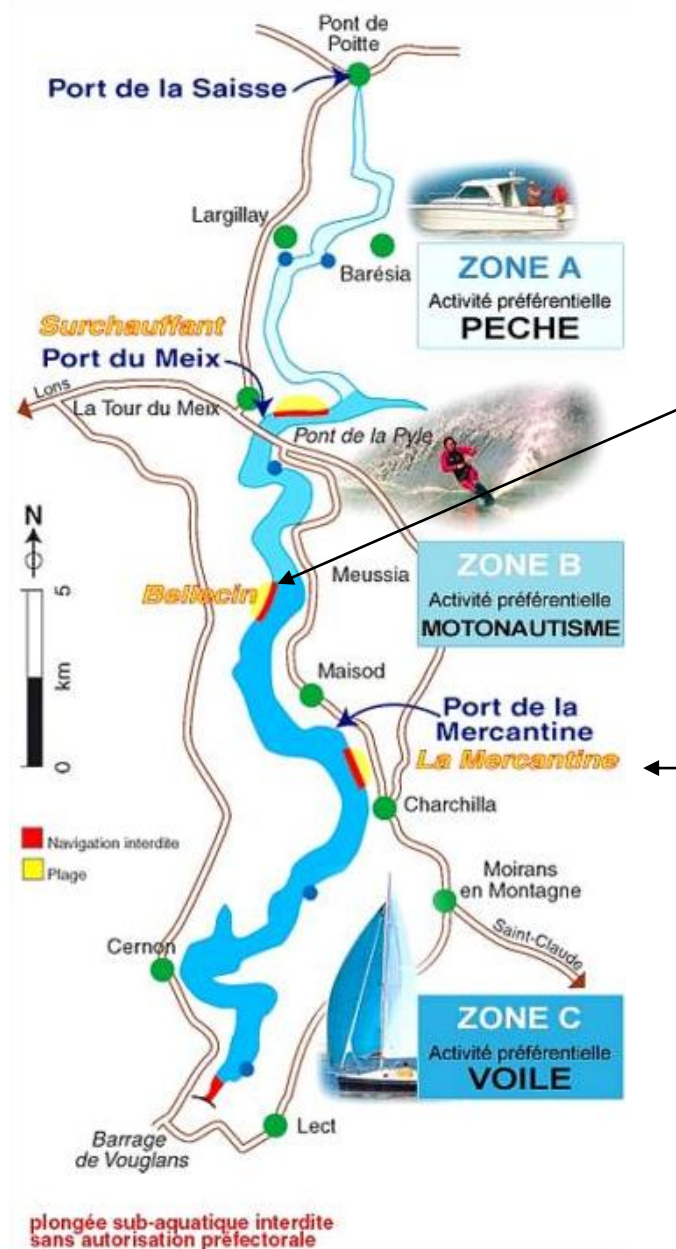 Pont de
Poitte
Port de la Saisse
Largillay
Barésia
ZONE A
Activité préférentielle
PECHE
Surchauffant
Port du Meix
Lons
La Tour du Meix
Pont de la Pyle
N
5
km
0
Bellecin
Meussia
ZONE B
Activité préférentielle
MOTONAUTISME
Maisod
Port de la
Mercantine
La Mercantine
Charchilla
Navigation interdite
Plage
Moirans
en Montagne
Saint-Claude
Cernon
ZONE C
Activité préférentielle
VOILE
Lect
Barrage
de Vouglans
plongée sub-aquatique interdite
sans autorisation préfectorale